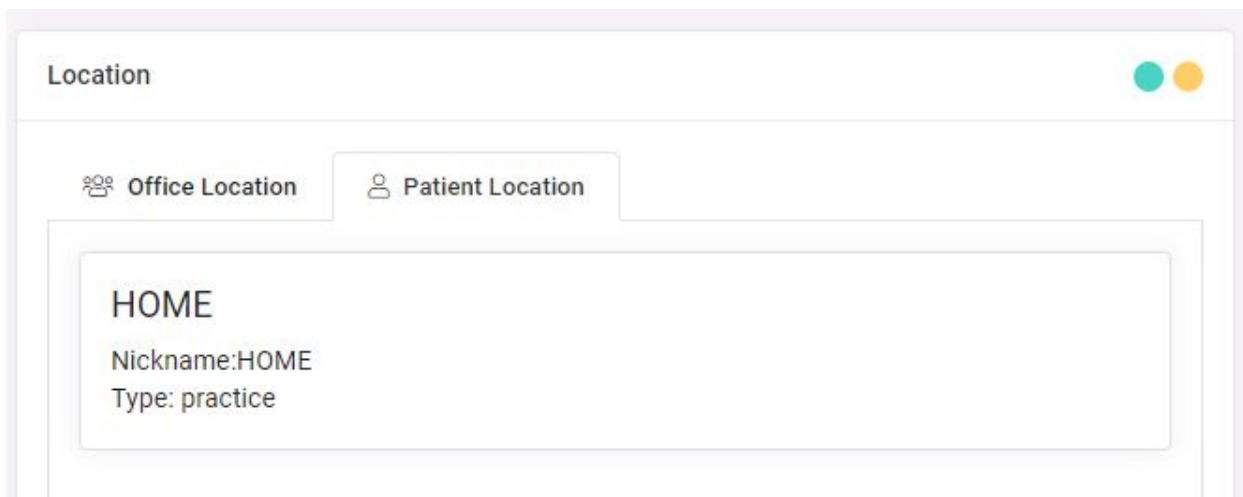 Location
Office Location
Patient Location
HOME
Nickname:HOME
Type: practice